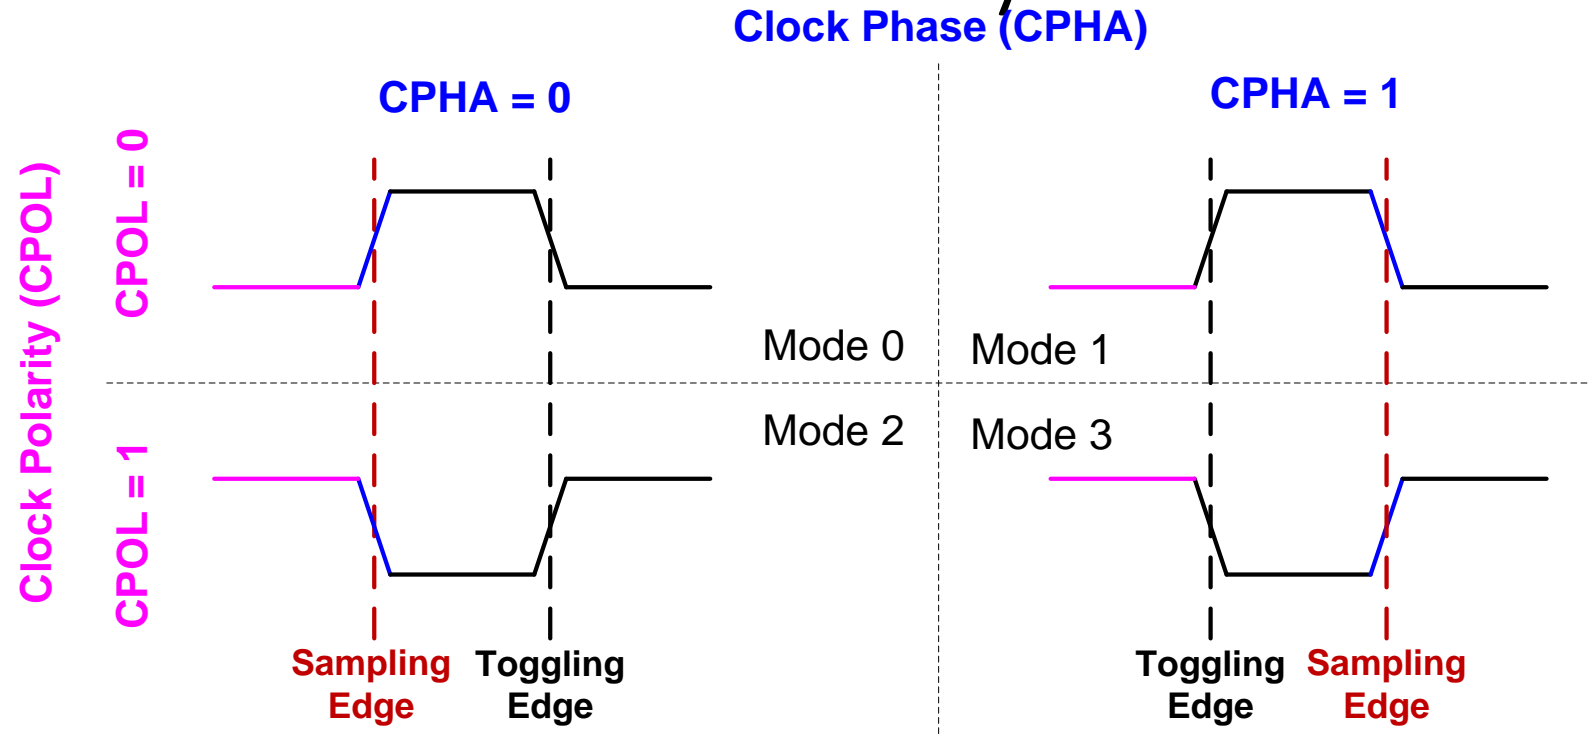 Clock Phase (CPHA)
CPHA = 0
CPHA = 1
Clock Polarity (CPOL)
CPOL = 0
Mode 0
Mode 1
CPOL = 1
Mode 2
Mode 3
Sampling
Edge
Toggling
Edge
Toggling
Edge
Sampling
Edge